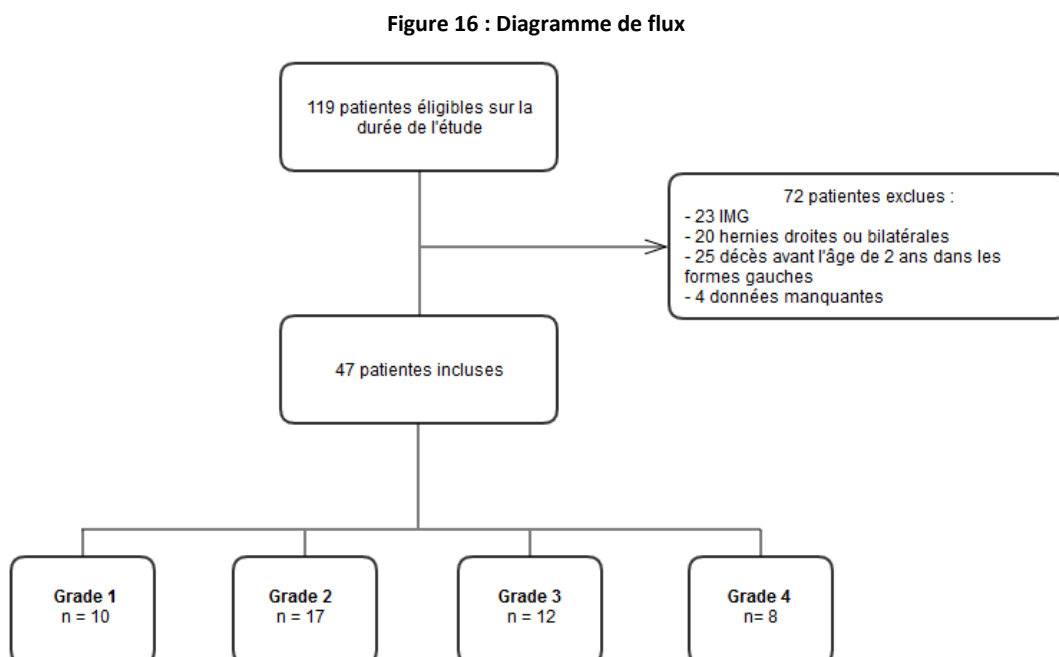 Figure 16 : Diagramme de flux
119 patientes éligibles sur la
durée de l'étude
72 patientes exclues :
- 23 IMG
- 20 hernies droites ou bilatérales
- 25 décès avant l'âge de 2 ans dans les
formes gauches
- 4 données manquantes
47 patientes incluses
Grade 1
n = 10
Grade 2
n = 17
Grade 3
n = 12
Grade 4
n= 8